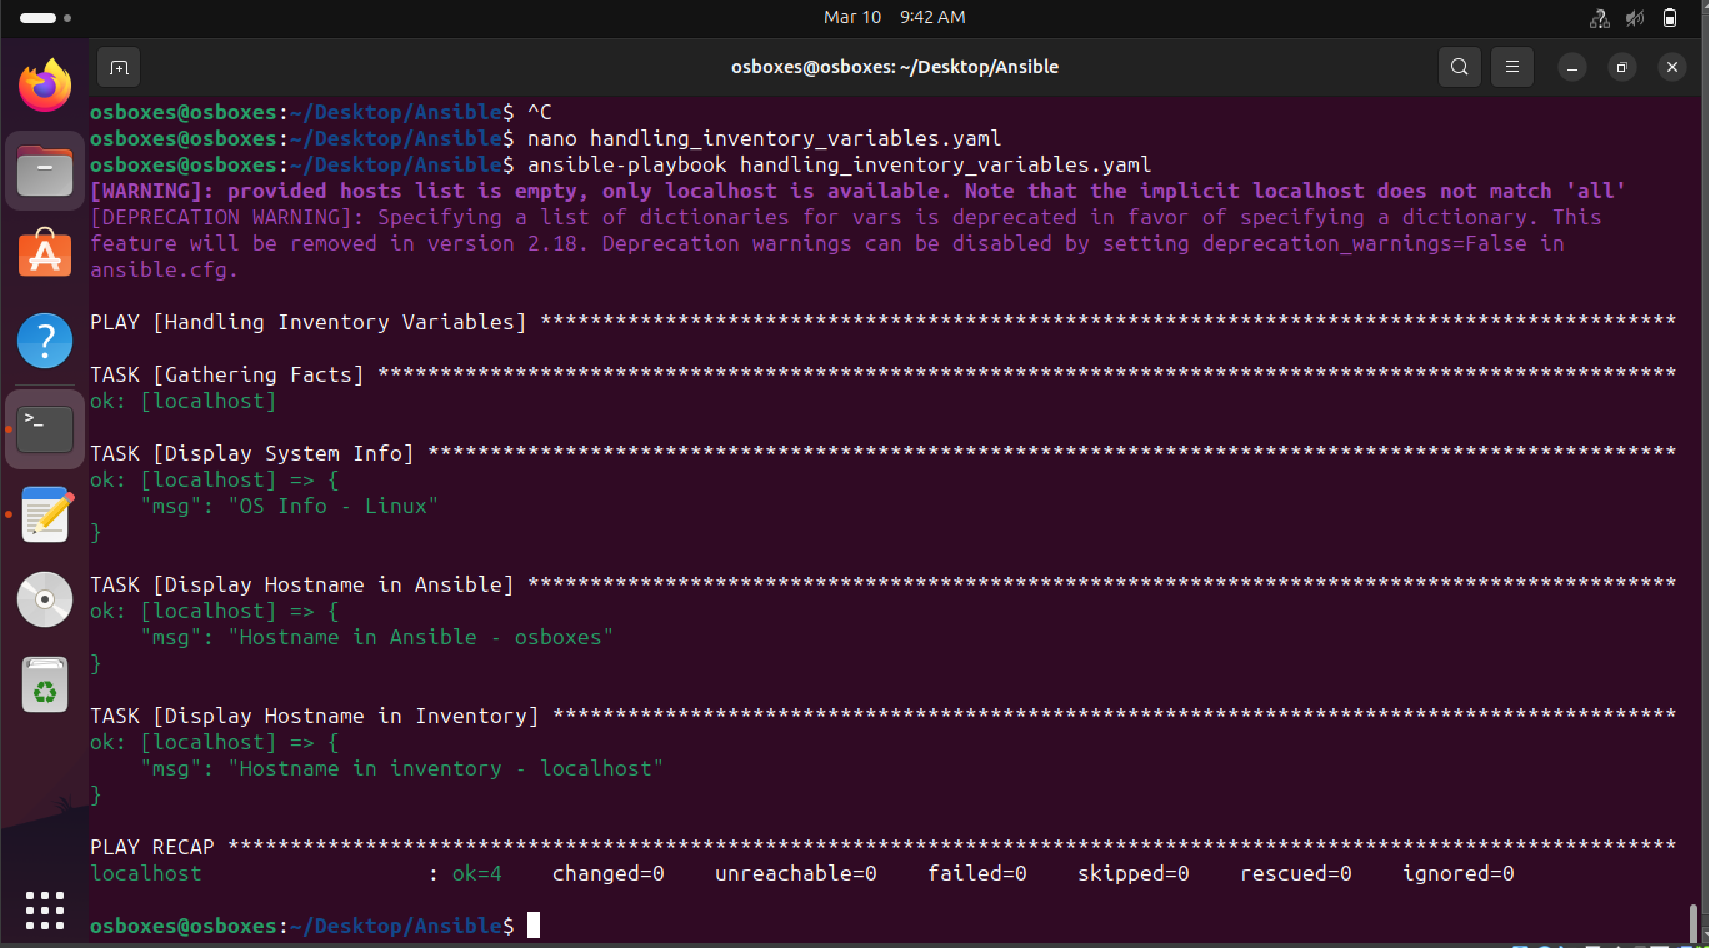 Mar 10 9:42 AM
osboxes@osboxes: ~/Desktop/Ansible
osboxes@osboxes:~/Desktop/Ansible$ ^C
osboxes@osboxes:~/Desktop/Ansible$ nano handling_inventory_variables.yaml
osboxes@osboxes:~/Desktop/Ansible$ ansible-playbook handling_inventory_variables.yaml
[WARNING]: provided hosts list is empty, only localhost is available. Note that the implicit localhost does not match 'all'
[DEPRECATION WARNING]: Specifying a list of dictionaries for vars is deprecated in favor of specifying a dictionary. This
feature will be removed in version 2.18. Deprecation warnings can be disabled by setting deprecation_warnings=False in
ansible.cfg.
PLAY [Handling Inventory Variables] *******************************************************************************************
TASK [Gathering Facts] ********************************************************************************************************
ok: [localhost]
TASK [Display System Info] ****************************************************************************************************
ok: [localhost] => {
    "msg": "OS Info - Linux"
}
TASK [Display Hostname in Ansible] ********************************************************************************************
ok: [localhost] => {
    "msg": "Hostname in Ansible - osboxes"
}
TASK [Display Hostname in Inventory] ******************************************************************************************
ok: [localhost] => {
    "msg": "Hostname in inventory - localhost"
}
PLAY RECAP ********************************************************************************************************************
localhost                  : ok=4    changed=0    unreachable=0    failed=0    skipped=0    rescued=0    ignored=0
osboxes@osboxes:~/Desktop/Ansible$